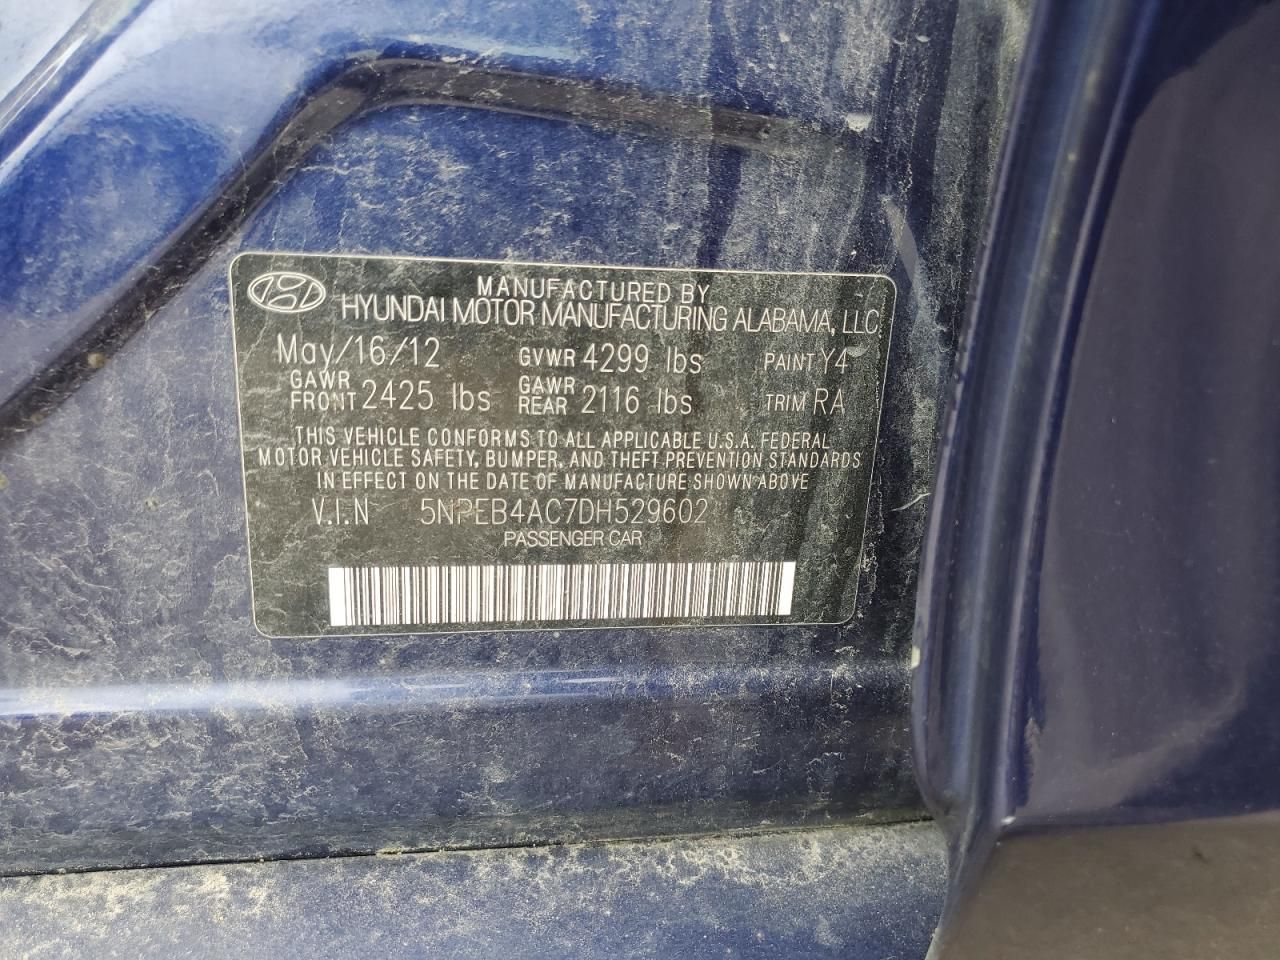 MANUFACTURED BY
HYUNDAI MOTOR MANUFACTURING ALABAMA, LLC
May/16/12 GVWR 4299 lbs PAINT Y4
GAWR FRONT 2425 lbs GAWR REAR 2116 lbs TRIM RA
THIS VEHICLE CONFORMS TO ALL APPLICABLE U.S.A. FEDERAL
MOTOR VEHICLE SAFETY, BUMPER, AND THEFT PREVENTION STANDARDS
IN EFFECT ON THE DATE OF MANUFACTURE SHOWN ABOVE
V.I.N 5NPEB4AC7DH529602
PASSENGER CAR